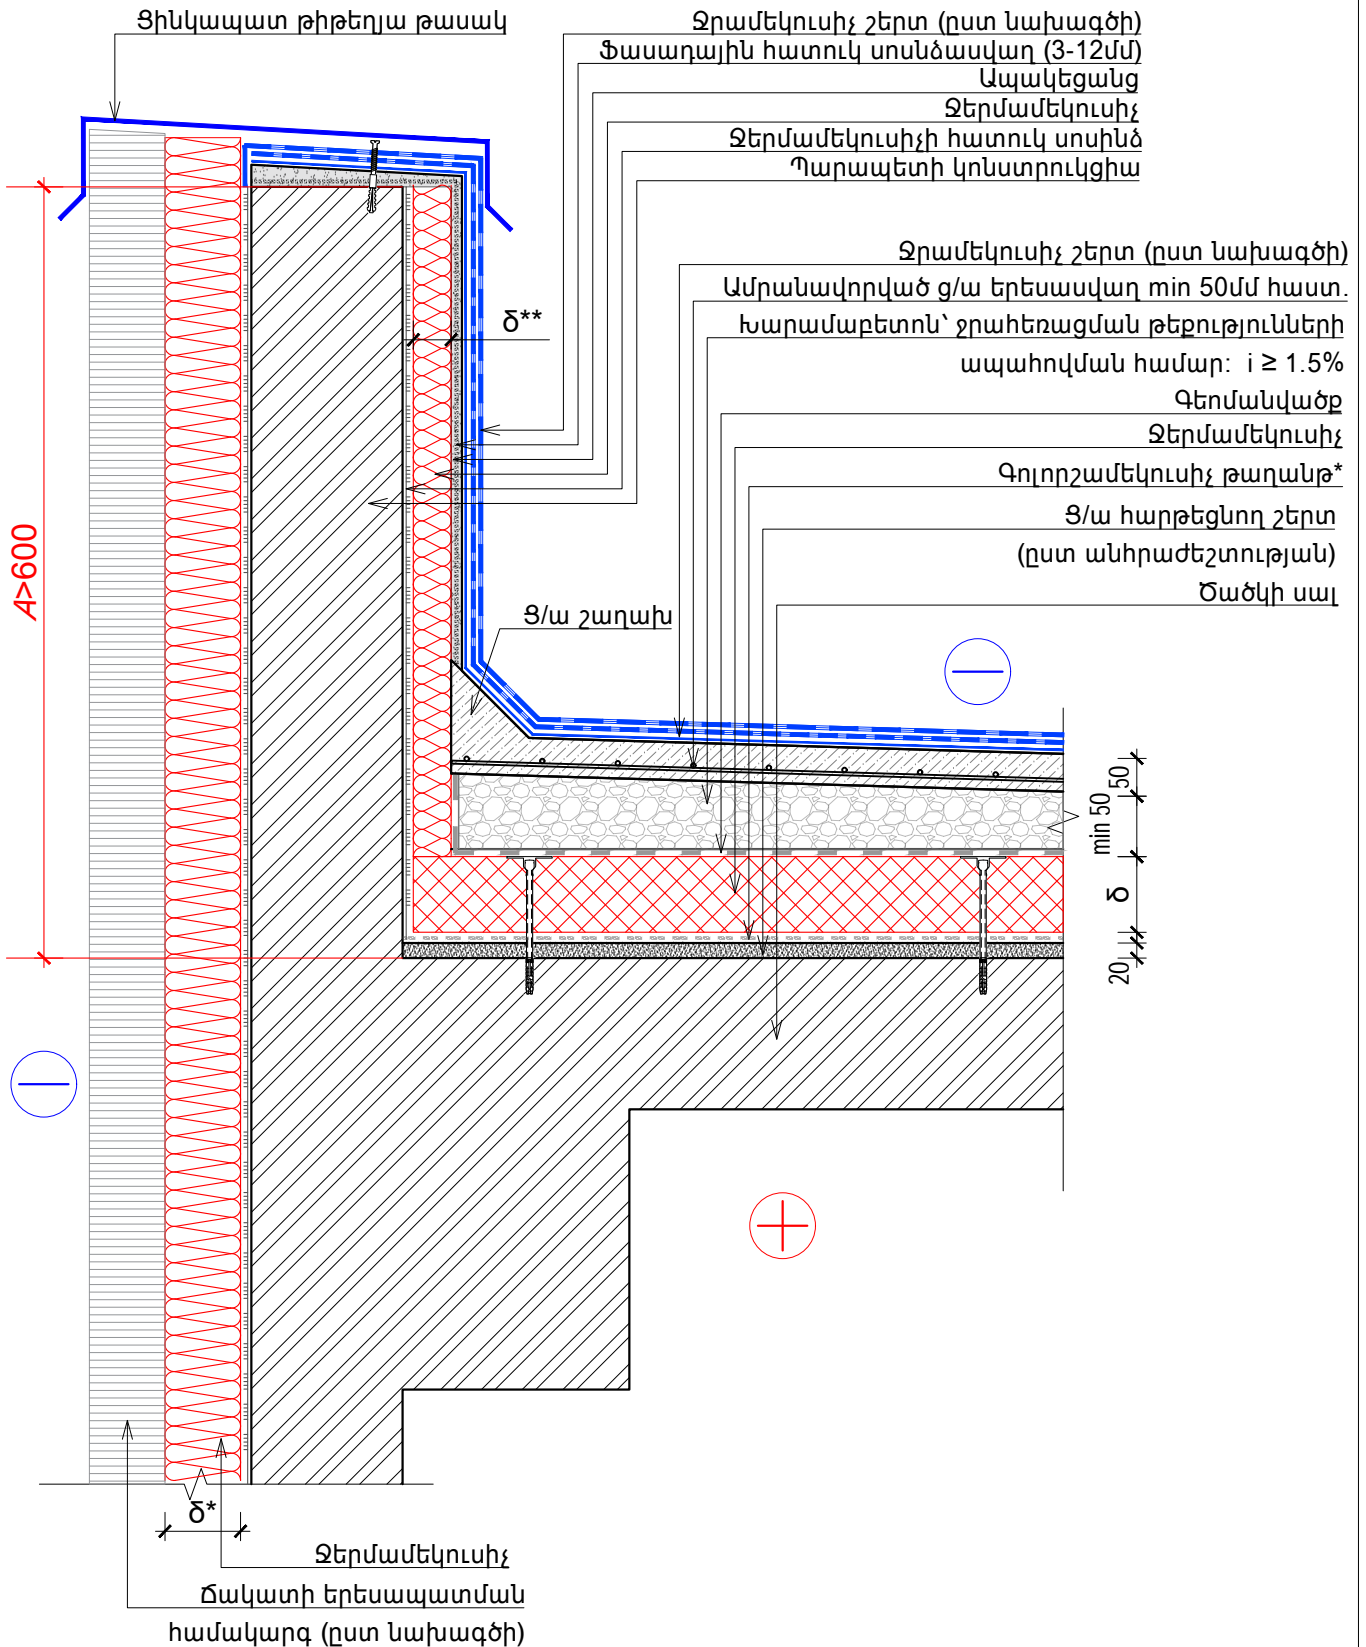 Ցինկապատ թիթեղյա թասակ
Ջրամեկուսիչ շերտ (ըստ նախագծի)
Ֆասադային հատուկ սոսնձասվաղ (3-12մմ)
Ապակեցանց
Ջերմամեկուսիչ
Ջերմամեկուսիչի հատուկ սոսինձ
Պարապետի կոնստրուկցիա
Ջրամեկուսիչ շերտ (ըստ նախագծի)
Ամրանավորված ց/ա երեսասվաղ min 50մմ հաստ.
Խարամաբետոն՝ ջրահեռացման թեքությունների
ապահովման համար: i ≥ 1.5%
Գեոմանվածք
Ջերմամեկուսիչ
Գոլորշամեկուսիչ թաղանթ*
Ց/ա հարթեցնող շերտ
(ըստ անհրաժեշտության)
Ծածկի սալ
δ**
A>600
Ց/ա շաղախ
50
min 50
δ
20
δ*
Ջերմամեկուսիչ
Ճակատի երեսապատման
համակարգ (ըստ նախագծի)